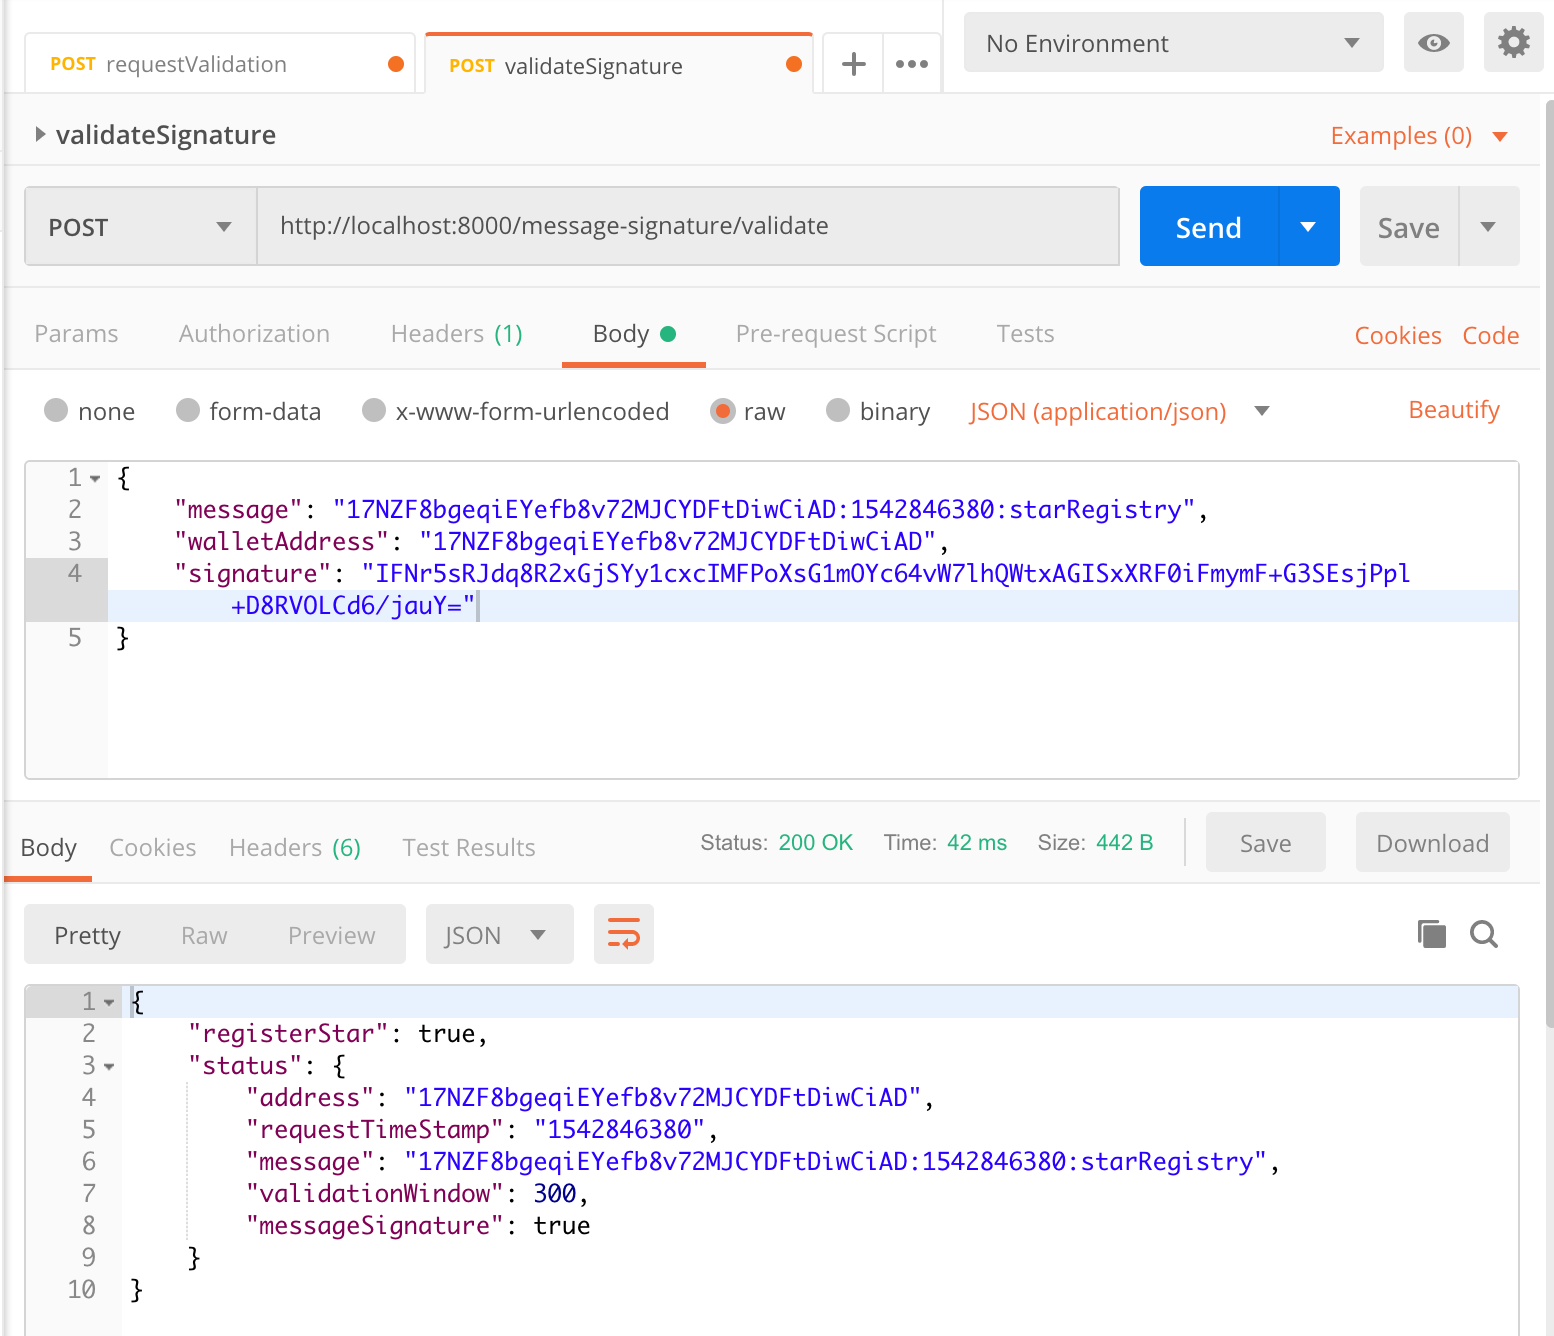 POST requestValidation
POST validateSignature
No Environment
validateSignature
Examples (0)
POST
http://localhost:8000/message-signature/validate
Send
Save
Params Authorization Headers (1) Body Pre-request Script Tests Cookies Code
none form-data x-www-form-urlencoded raw binary JSON (application/json) Beautify
1 {
2 "message": "17NZF8bgeqiEYefb8v72MJCYDFtDiwCiAD:1542846380:starRegistry",
3 "walletAddress": "17NZF8bgeqiEYefb8v72MJCYDFtDiwCiAD",
4 "signature": "IFNr5sRJdq8R2xGjSYy1cxcIMFPoXsG1mOYc64vW7lhQWtxAGISxXRF0iFmymF+G3SEsjPpl
+D8RVOLCd6/jauY="
5 }
Body Cookies Headers (6) Test Results Status: 200 OK Time: 42 ms Size: 442 B Save Download
Pretty Raw Preview JSON
1 {
2 "registerStar": true,
3 "status": {
4 "address": "17NZF8bgeqiEYefb8v72MJCYDFtDiwCiAD",
5 "requestTimeStamp": "1542846380",
6 "message": "17NZF8bgeqiEYefb8v72MJCYDFtDiwCiAD:1542846380:starRegistry",
7 "validationWindow": 300,
8 "messageSignature": true
9 }
10 }